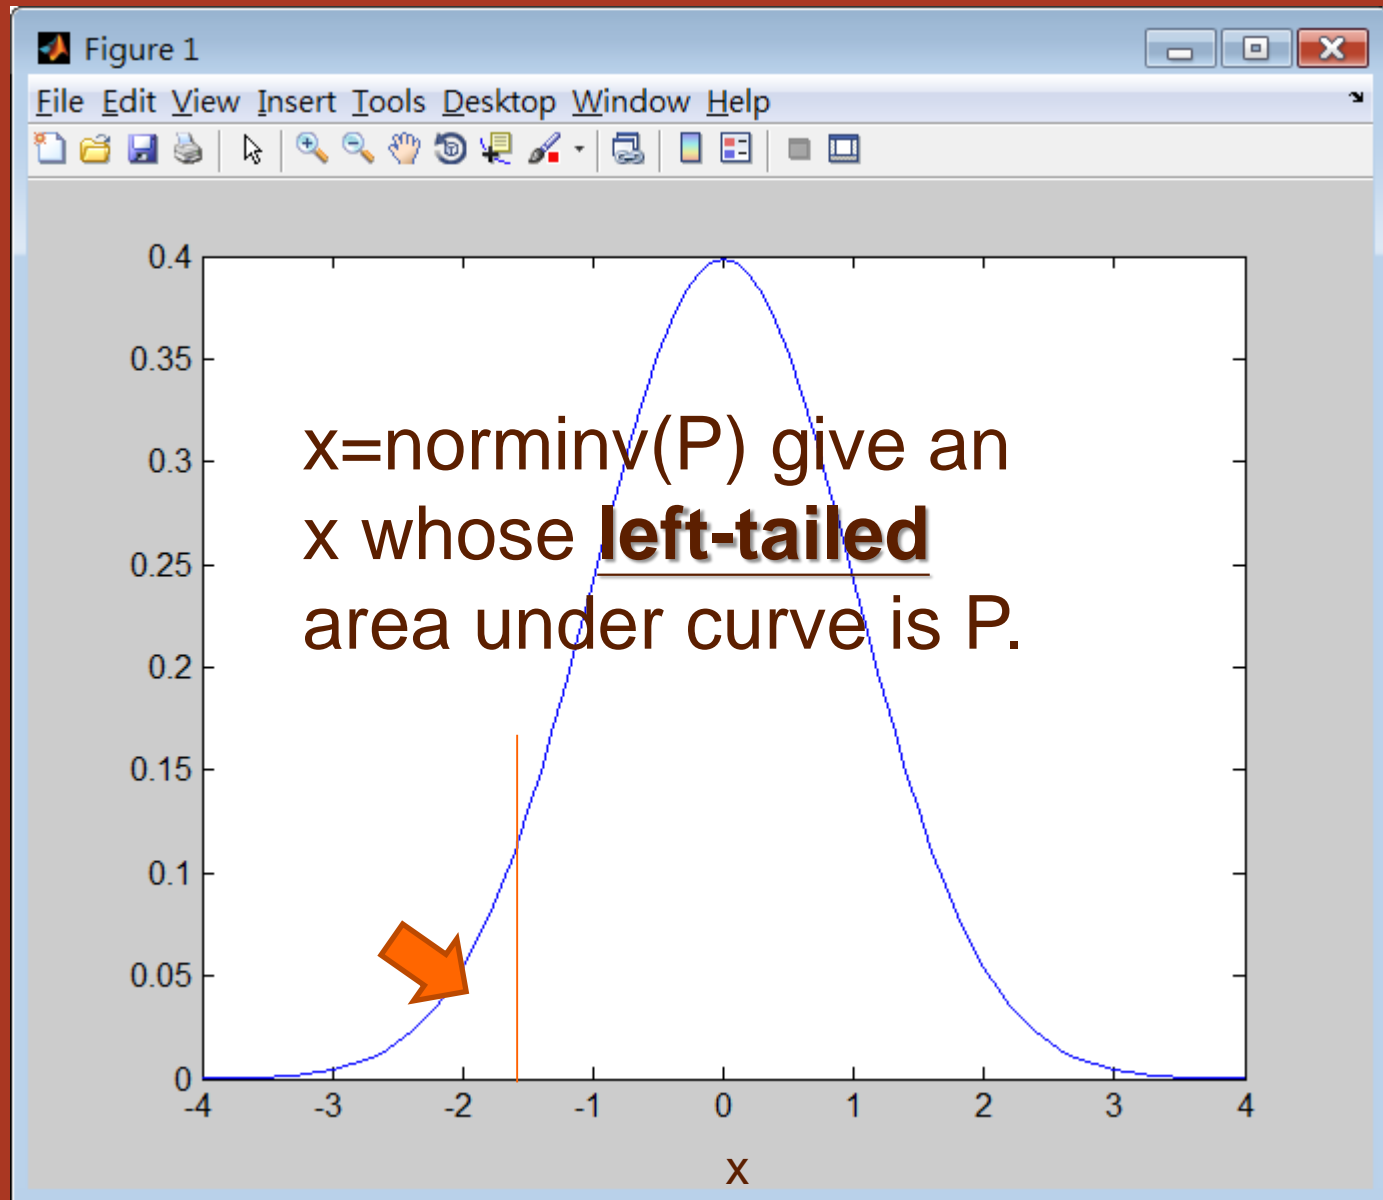 Figure 1
File Edit View Insert Tools Desktop Window Help
0.4
0.35
0.3
0.25
0.2
0.15
0.1
0.05
0
x=norminv(P) give an
x whose left-tailed
area under curve is P.
-4 -3 -2 -1 0 1 2 3 4
x